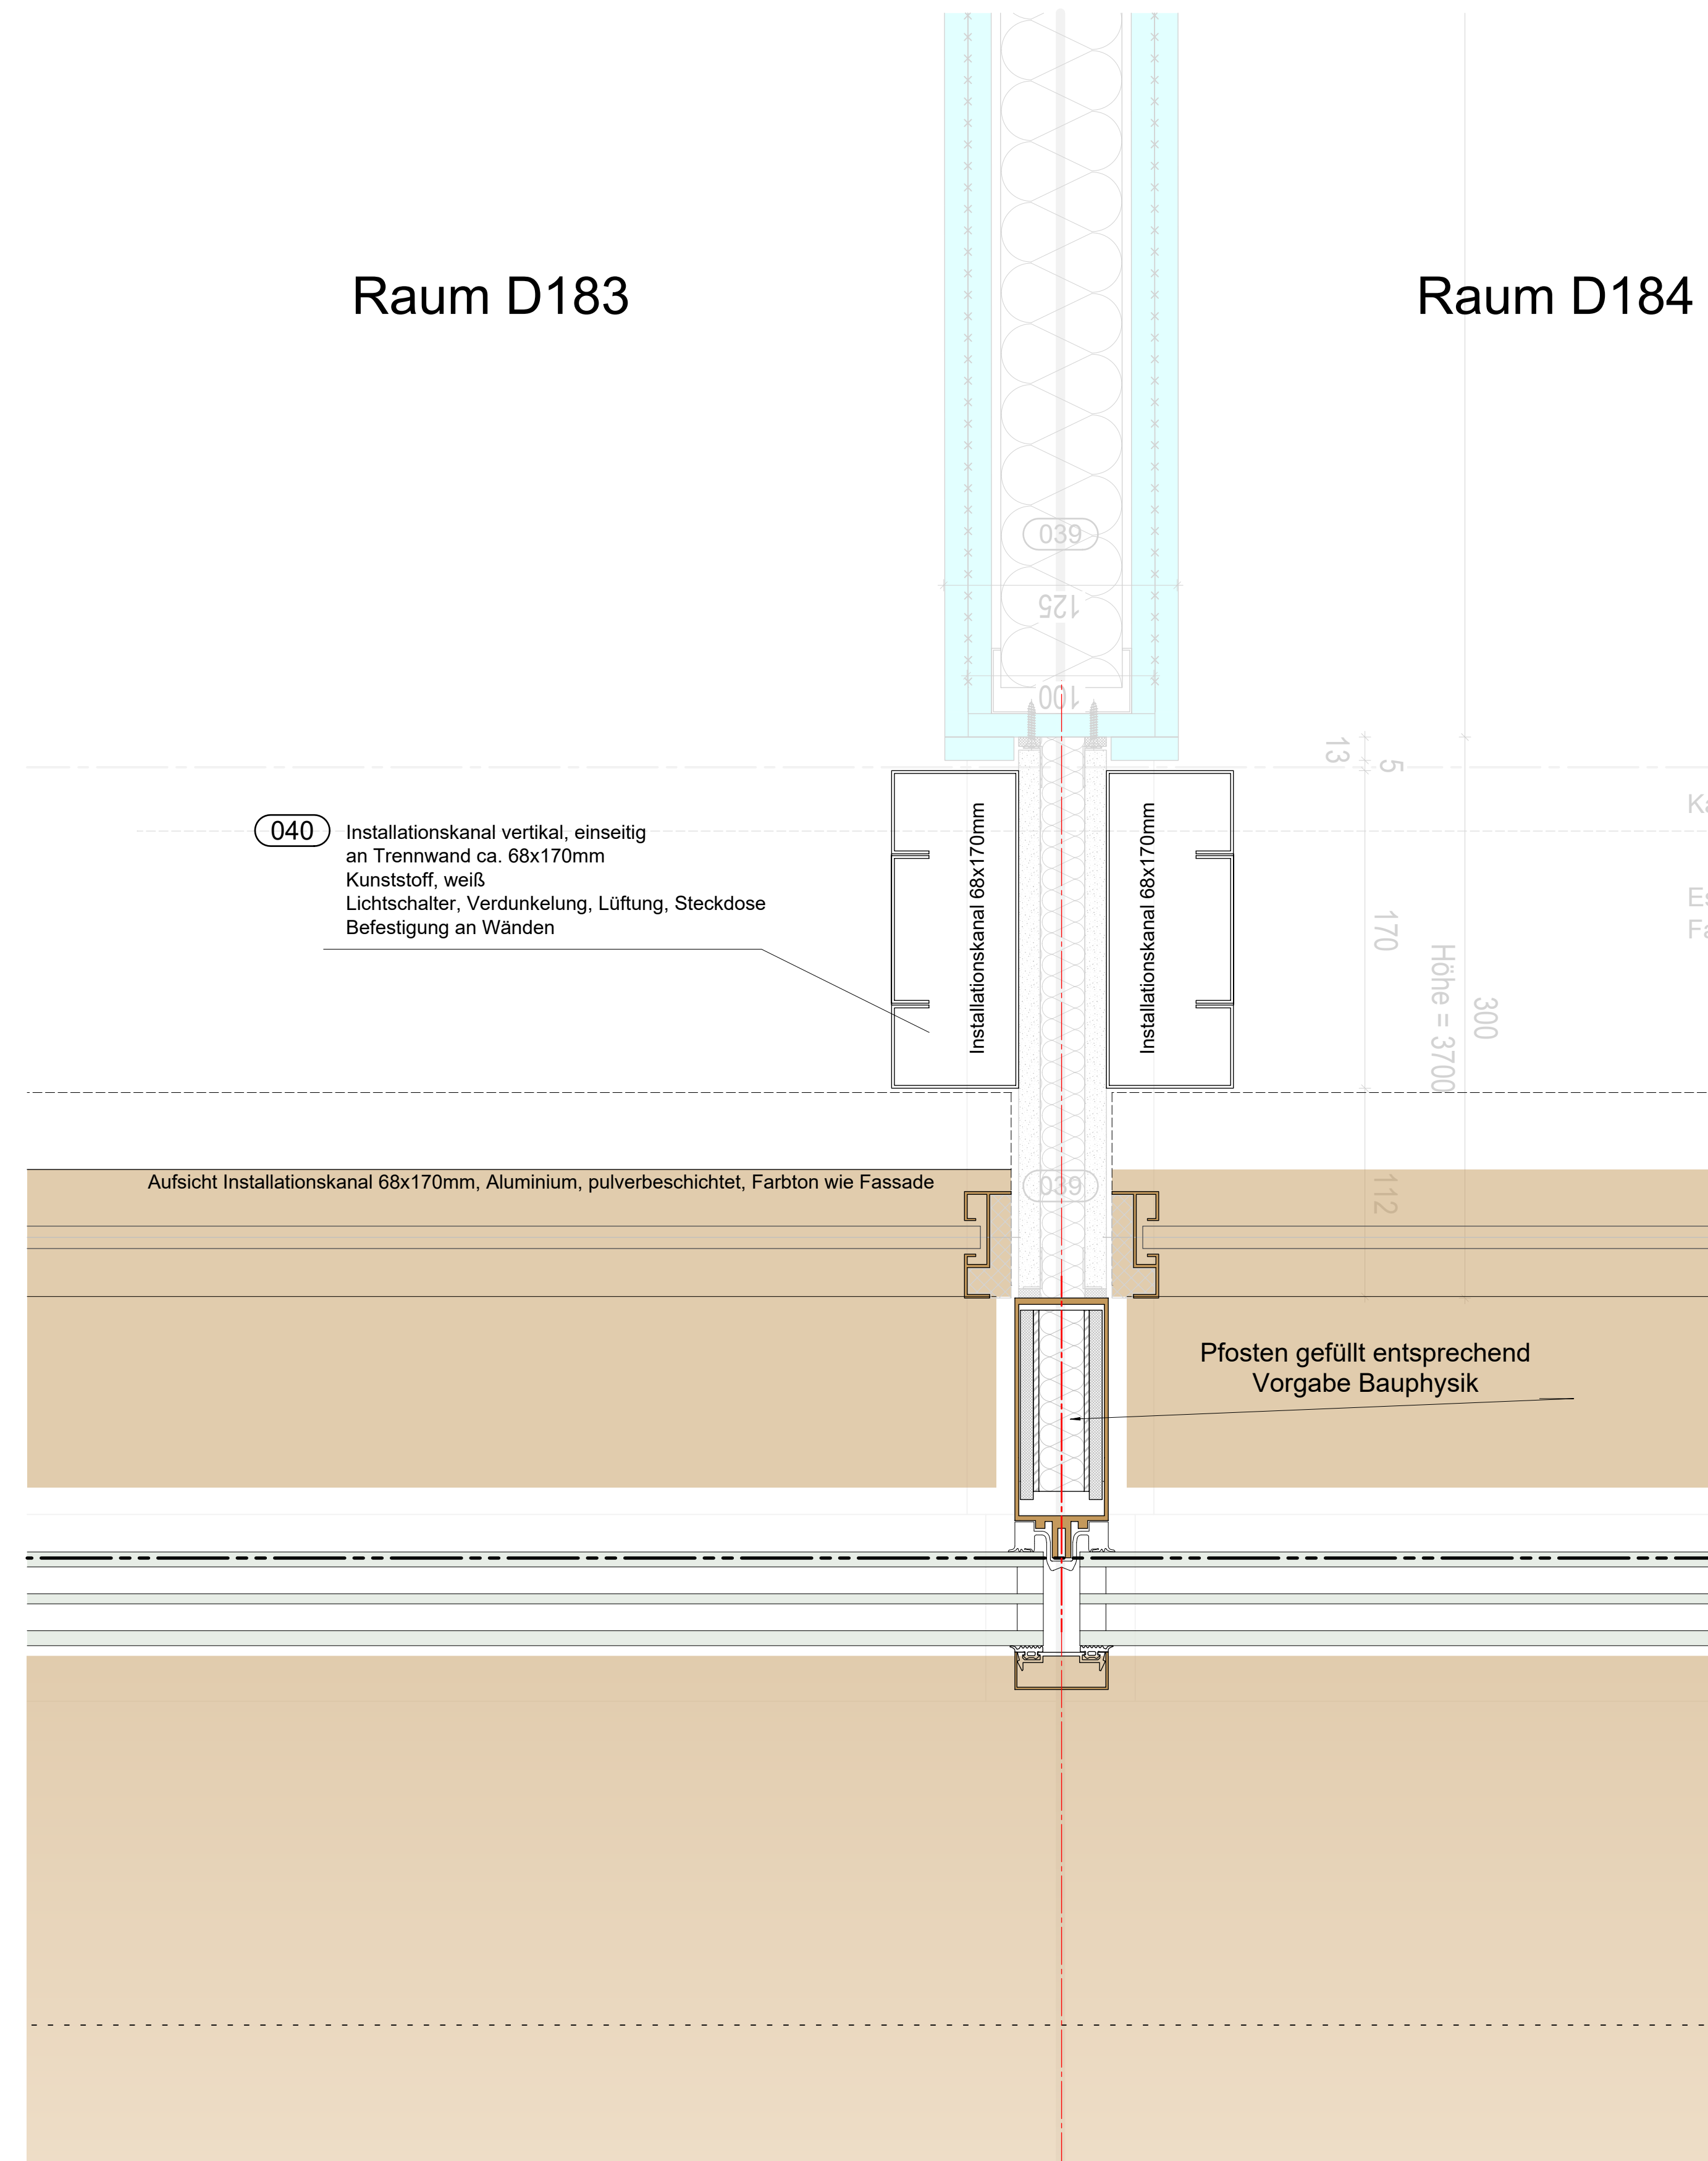 Raum D183
Raum D184
039
125
100
13
5
040
Installationskanal vertikal, einseitig
an Trennwand ca. 68x170mm
Kunststoff, weiß
Lichtschalter, Verdunkelung, Lüftung, Steckdose
Befestigung an Wänden
Installationskanal 68x170mm
Installationskanal 68x170mm
170
Höhe = 3700
300
Aufsicht Installationskanal 68x170mm, Aluminium, pulverbeschichtet, Farbton wie Fassade
039
112
Pfosten gefüllt entsprechend
Vorgabe Bauphysik